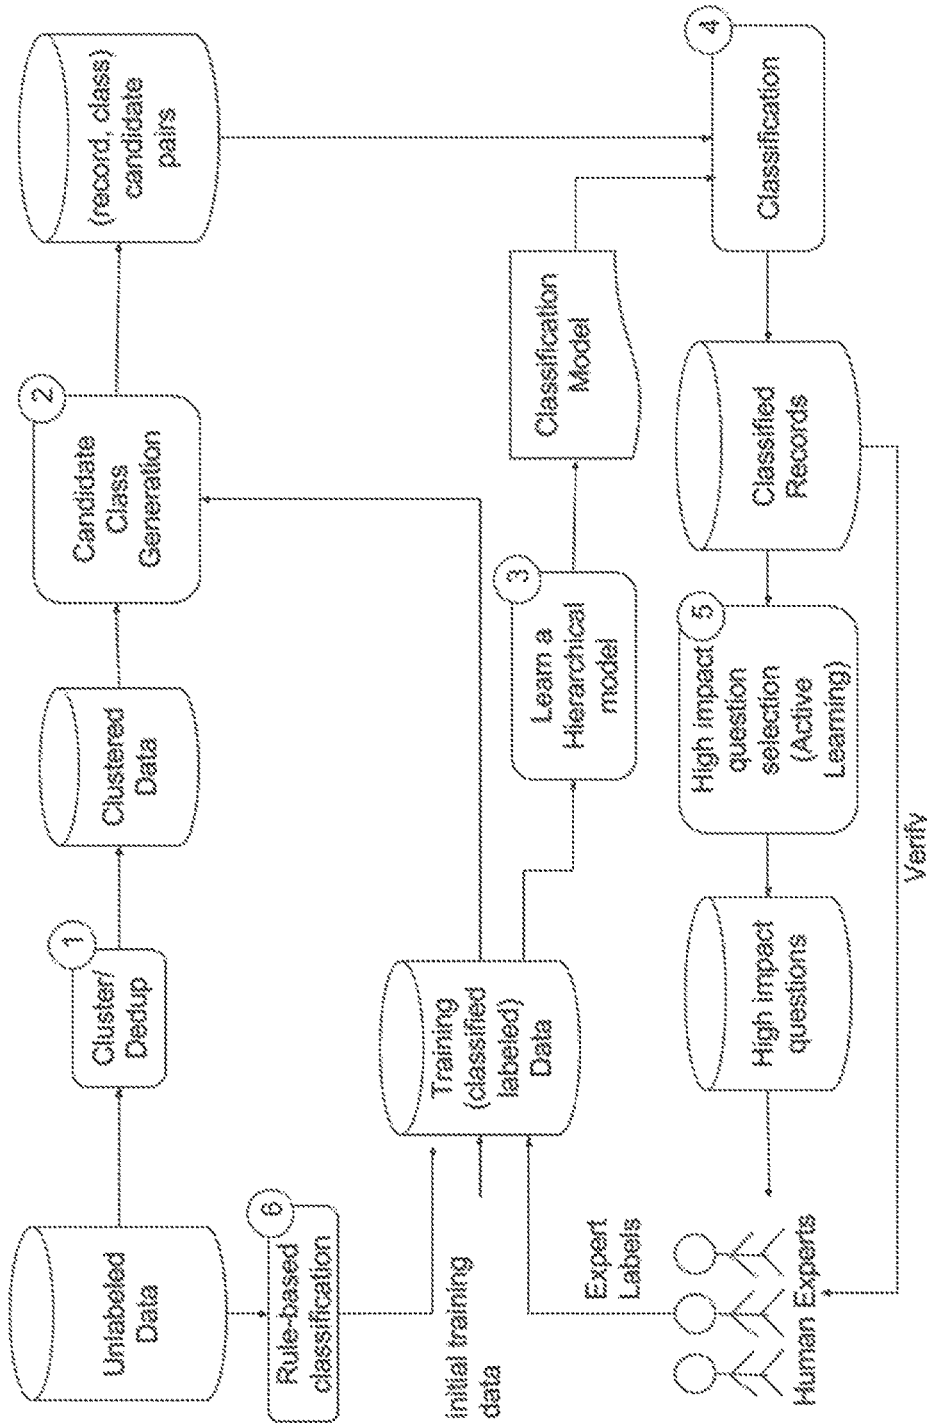 Unlabeled
Data
1
Cluster/
Dedup
Clustered
Data
2
Candidate
Class
Generation
(record, class)
candidate
pairs
6
Rule-based
classification
initial training
data
Training
(classified
labeled)
Data
Expert
Labels
3
Learn a
Hierarchical
model
Classification
Model
4
Classification
Classified
Records
5
High impact
question
selection
(Active
Learning)
High impact
questions
Human Experts
Verify